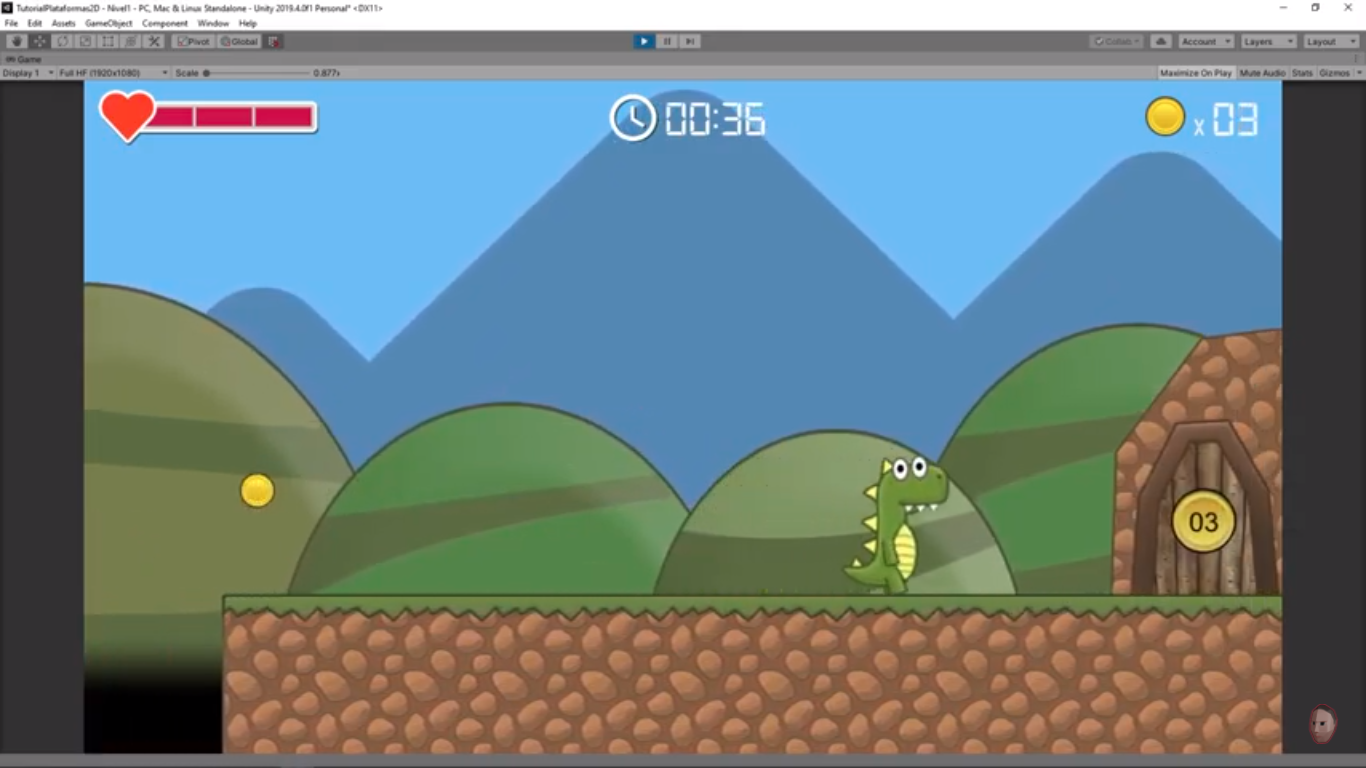 TutorialPlataformas2D - Nivel1 - PC, Mac & Linux Standalone - Unity 2019.4.0f1 Personal* <DX11>
File Edit Assets GameObject Component Window Help
Pivot Global Collab Account Layers Layout
Game
Display 1 Full HF (1920x1080) Scale 0.877x Maximize On Play Mute Audio Stats Gizmos
00:36 x 03
03